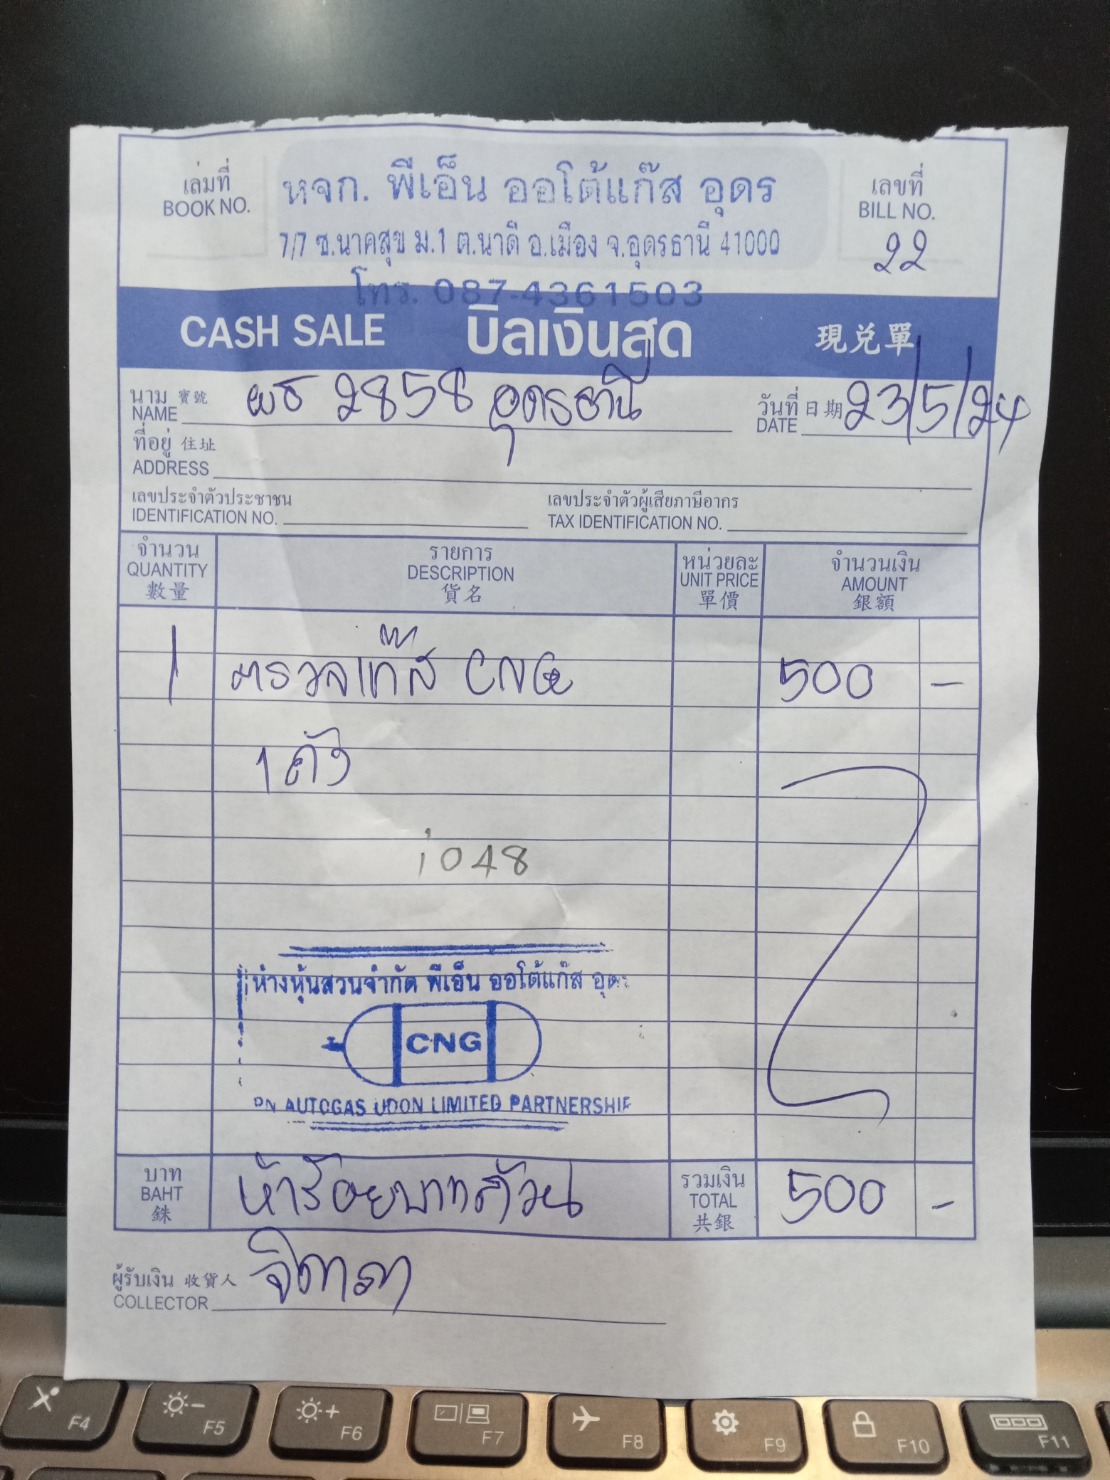 เล่มที่
BOOK NO.
หจก. พีเอ็น ออโต้แก๊ส อุดร
7/7 ซ.นาคสุข ม.1 ต.นาดี อ.เมือง จ.อุดรธานี 41000
โทร. 087-4361503
เลขที่
BILL NO.
22
CASH SALE บิลเงินสด 現兑單
นาม 寶號
NAME ผธ 2858 อุดรธานี
วันที่ 日期
DATE 23/5/24
ที่อยู่ 住址
ADDRESS
เลขประจำตัวประชาชน
IDENTIFICATION NO.
เลขประจำตัวผู้เสียภาษีอากร
TAX IDENTIFICATION NO.
จำนวน
QUANTITY
數量
รายการ
DESCRIPTION
貨名
หน่วยละ
UNIT PRICE
單價
จำนวนเงิน
AMOUNT
銀額
1 ตรวจแก๊ส CNG 500 -
1 ถัง
 i048
ห้างหุ้นส่วนจำกัด พีเอ็น ออโต้แก๊ส อุดร
CNG
PN AUTOGAS UDON LIMITED PARTNERSHIP
บาท
BAHT
銖
ห้าร้อยบาทถ้วน
รวมเงิน
TOTAL
共銀
500 -
ผู้รับเงิน 收貨人
COLLECTOR
F4
F5
F6
F7
F8
F9
F10
F11